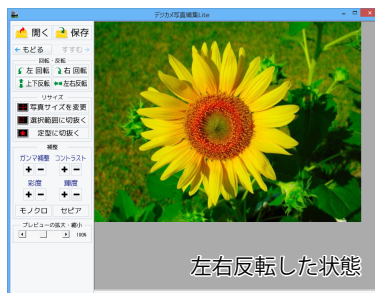 デジカメ写真編集Lite
開く 保存
もどる すすむ
回転・反転
左 回転 右 回転
上下反転 左右反転
リサイズ
写真サイズを変更
選択範囲に切抜く
定型に切抜く
補整
ガンマ補整 コントラスト
彩度 輝度
モノクロ セピア
プレビューの拡大・縮小
100%
左右反転した状態